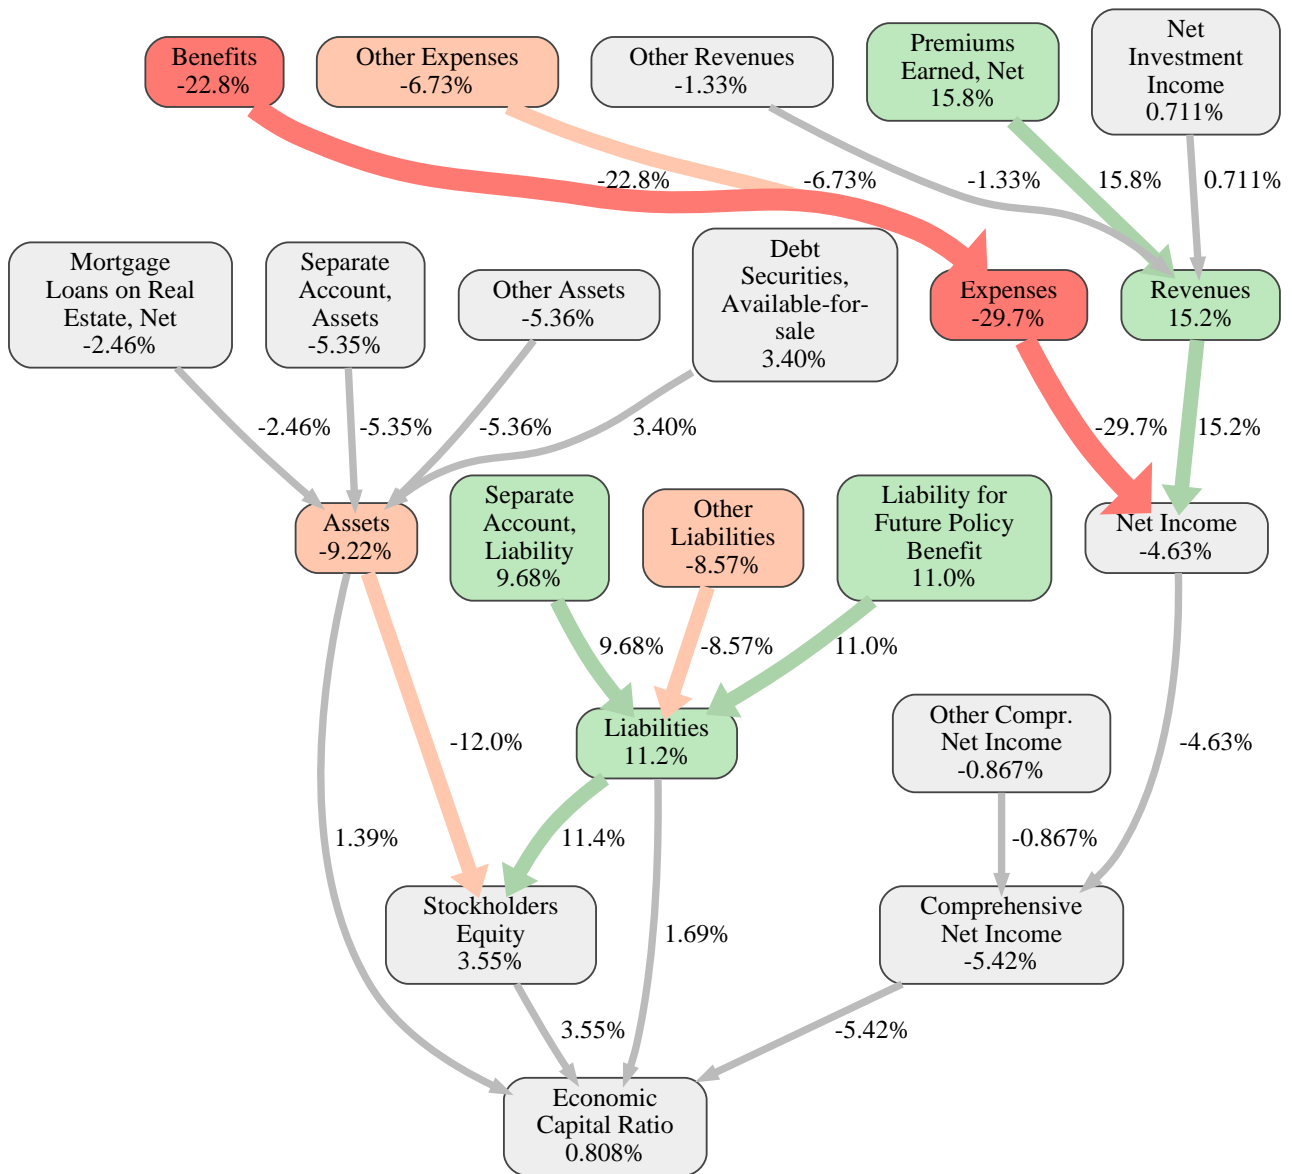 Benefits
-22.8%
Other Expenses
-6.73%
Other Revenues
-1.33%
Premiums
Earned, Net
15.8%
Net
Investment
Income
0.711%
-22.8%
-6.73%
-1.33%
15.8%
0.711%
Mortgage
Loans on Real
Estate, Net
-2.46%
Separate
Account,
Assets
-5.35%
Other Assets
-5.36%
Debt
Securities,
Available-for-
sale
3.40%
Expenses
-29.7%
Revenues
15.2%
-2.46%
-5.35%
-5.36%
3.40%
-29.7%
15.2%
Assets
-9.22%
Separate
Account,
Liability
9.68%
Other
Liabilities
-8.57%
Liability for
Future Policy
Benefit
11.0%
Net Income
-4.63%
9.68%
-8.57%
11.0%
-12.0%
Liabilities
11.2%
Other Compr.
Net Income
-0.867%
-4.63%
1.39%
11.4%
-0.867%
Stockholders
Equity
3.55%
1.69%
Comprehensive
Net Income
-5.42%
3.55%
-5.42%
Economic
Capital Ratio
0.808%